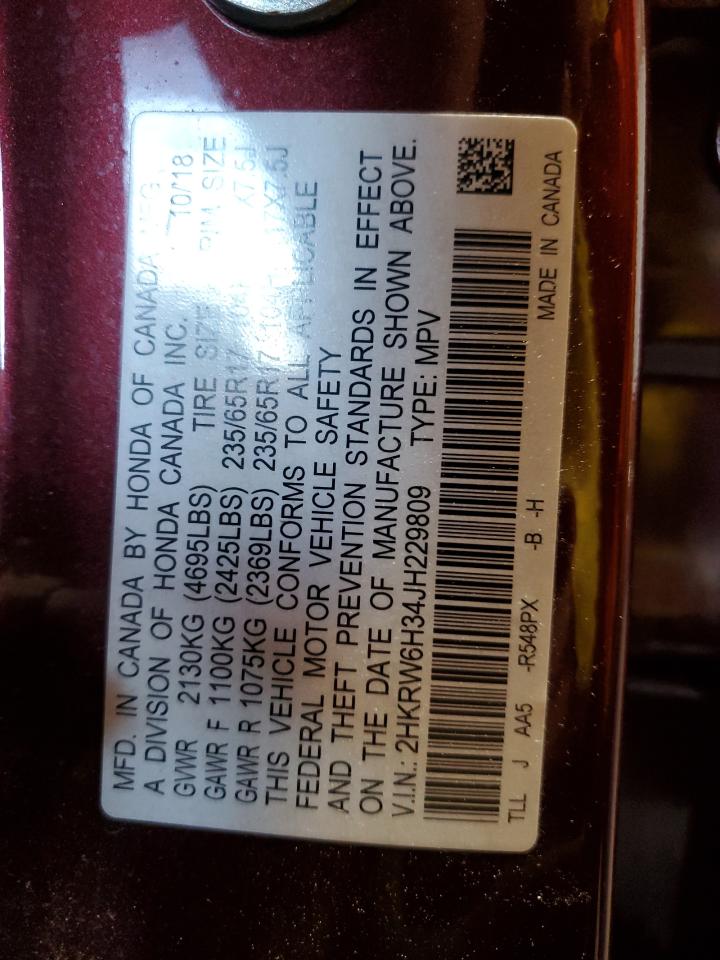 MFD. IN CANADA BY HONDA OF CANADA MFG.,
A DIVISION OF HONDA CANADA INC. 10/18
GVWR 2130KG (4695LBS) TIRE SIZE RIM SIZE
GAWR F 1100KG (2425LBS) 235/65R17 X7.5J
GAWR R 1075KG (2369LBS) 235/65R17 17X7.5J
THIS VEHICLE CONFORMS TO ALL APPLICABLE
FEDERAL MOTOR VEHICLE SAFETY
AND THEFT PREVENTION STANDARDS IN EFFECT
ON THE DATE OF MANUFACTURE SHOWN ABOVE.
V.I.N.: 2HKRW6H34JH229809 TYPE: MPV
TLL J AA5 -R548PX -B -H MADE IN CANADA